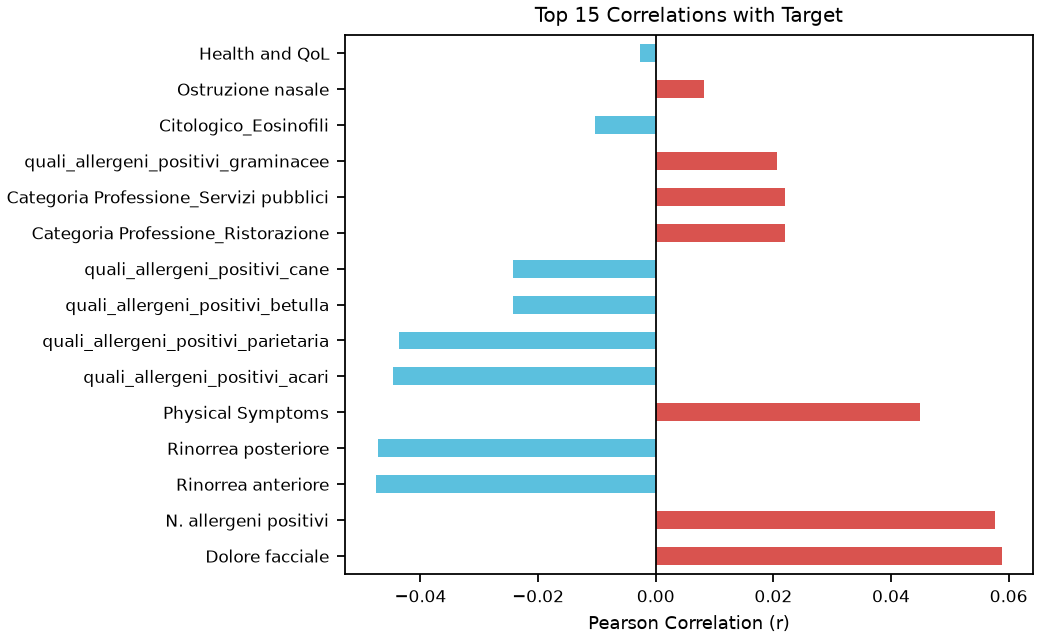 Top 15 Correlations with Target
Health and QoL
Ostruzione nasale
Citologico_Eosinofili
quali_allergeni_positivi_graminacee
Categoria Professione_Servizi pubblici
Categoria Professione_Ristorazione
quali_allergeni_positivi_cane
quali_allergeni_positivi_betulla
quali_allergeni_positivi_parietaria
quali_allergeni_positivi_acari
Physical Symptoms
Rinorrea posteriore
Rinorrea anteriore
N. allergeni positivi
Dolore facciale
−0.04 −0.02 0.00 0.02 0.04 0.06
Pearson Correlation (r)